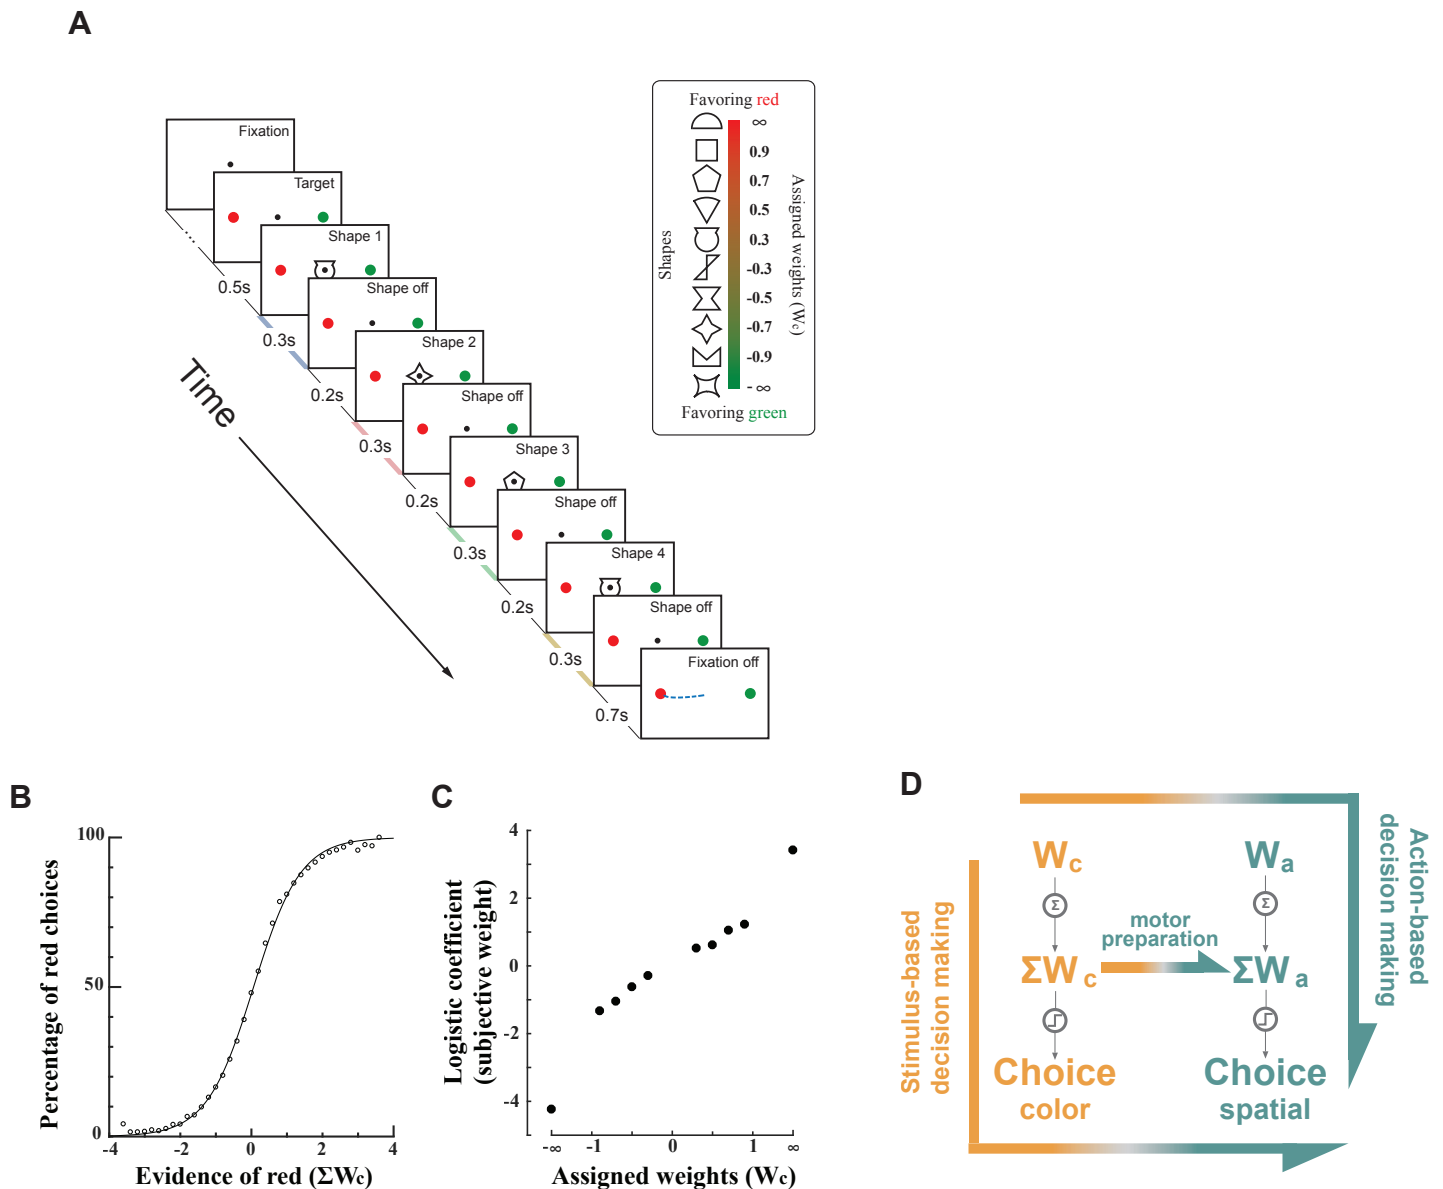 A
Fixation
Target
Shape 1
Shape off
Shape 2
Shape off
Shape 3
Shape off
Shape 4
Shape off
Fixation off
0.5s
0.3s
0.2s
0.3s
0.2s
0.3s
0.2s
0.3s
0.7s
Time
Favoring red
∞
0.9
0.7
0.5
0.3
-0.3
-0.5
-0.7
-0.9
- ∞
Favoring green
Shapes
Assigned weights (Wc)
B
Percentage of red choices
100
50
0
-4
-2
0
2
4
Evidence of red (ΣWc)
C
Logistic coefficient
(subjective weight)
4
2
0
-2
-4
-∞
-1
0
1
∞
Assigned weights (Wc)
D
Stimulus-based
decision making
Action-based
decision making
Wc
Wa
Σ
Σ
motor
preparation
ΣWc
ΣWa
Choice
color
Choice
spatial